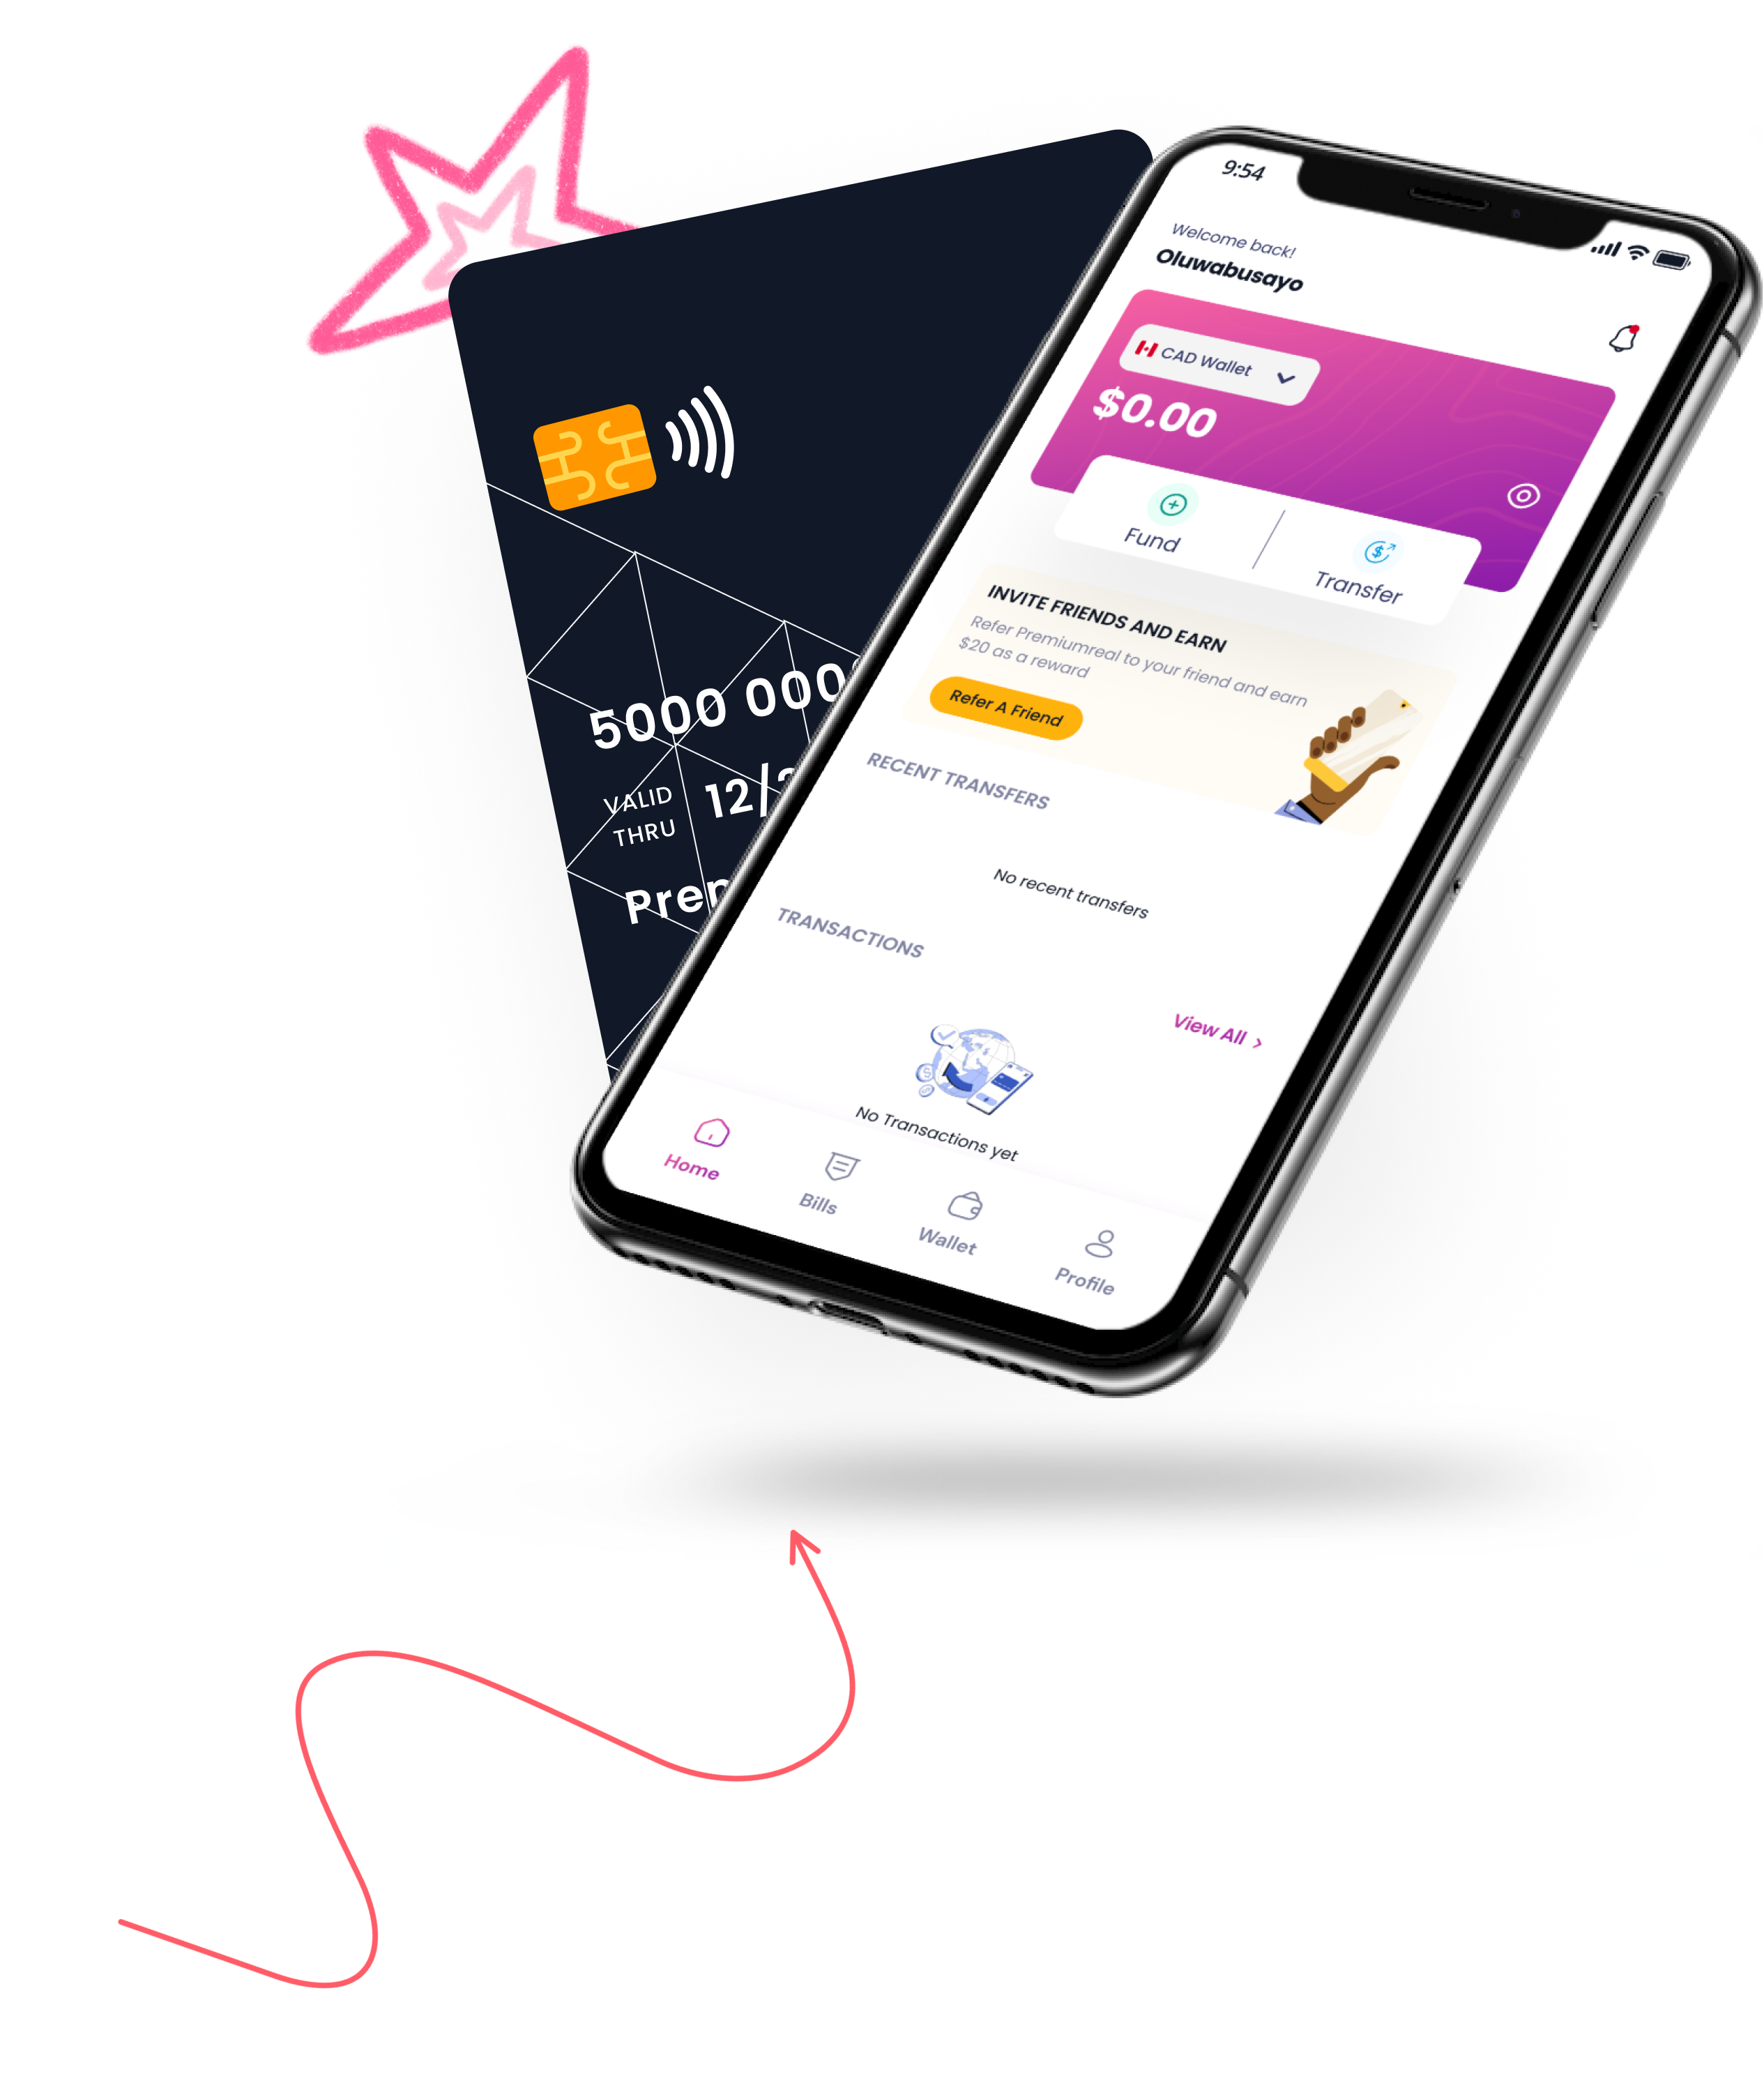 9:54
Welcome back!
Oluwabusayo
CAD Wallet
$0.00
Fund
Transfer
INVITE FRIENDS AND EARN
Refer Premiumreal to your friend and earn
$20 as a reward
Refer A Friend
RECENT TRANSFERS
No recent transfers
TRANSACTIONS
View All
No Transactions yet
Home
Bills
Wallet
Profile
5000 000
VALID
THRU
12/